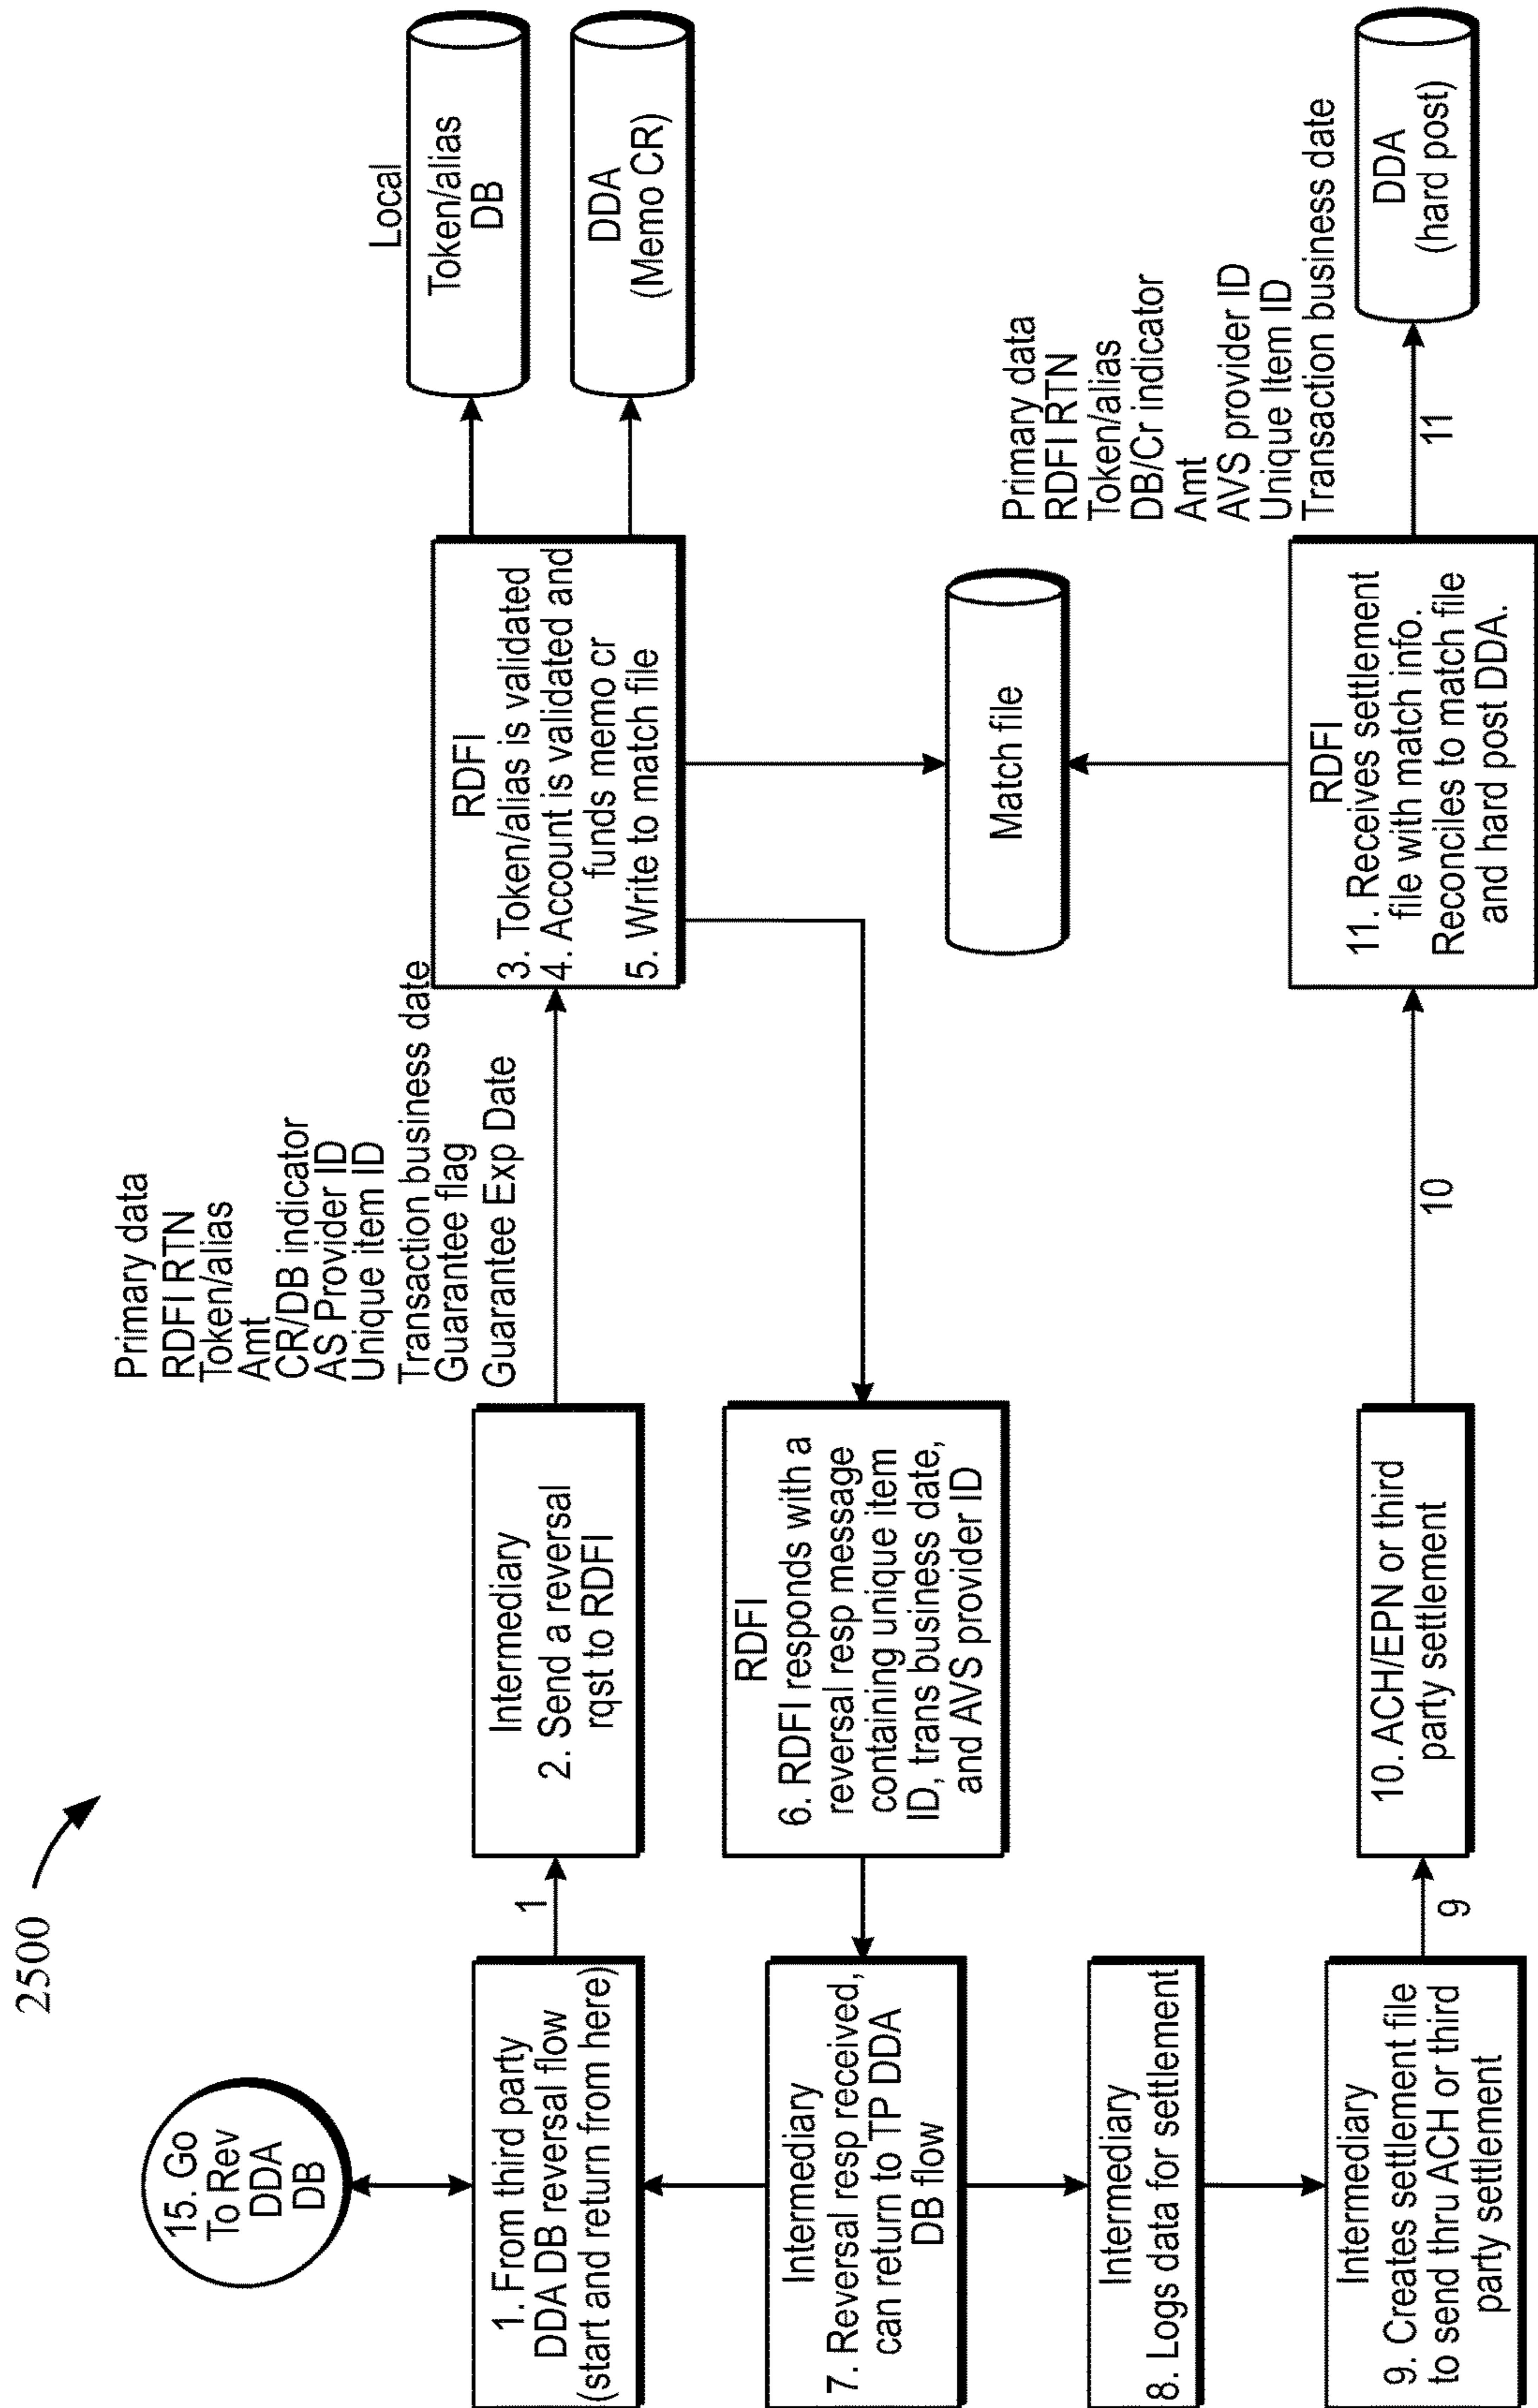 2500
15. Go
To Rev
DDA
DB
1. From third party
DDA DB reversal flow
(start and return from here)
1
Intermediary
2. Send a reversal
rqst to RDFI
Primary data
RDFI RTN
Token/alias
Amt
CR/DB indicator
AS Provider ID
Unique item ID
Transaction business date
Guarantee flag
Guarantee Exp Date
RDFI
3. Token/alias is validated
4. Account is validated and
funds memo cr
5. Write to match file
Local
Token/alias
DB
DDA
(Memo CR)
Intermediary
7. Reversal resp received,
can return to TP DDA
DB flow
RDFI
6. RDFI responds with a
reversal resp message
containing unique item
ID, trans business date,
and AVS provider ID
Match file
Intermediary
8. Logs data for settlement
Intermediary
9. Creates settlement file
to send thru ACH or third
party settlement
9
10. ACH/EPN or third
party settlement
10
RDFI
11. Receives settlement
file with match info.
Reconciles to match file
and hard post DDA.
Primary data
RDFI RTN
Token/alias
DB/Cr indicator
Amt
AVS provider ID
Unique Item ID
Transaction business date
11
DDA
(hard post)